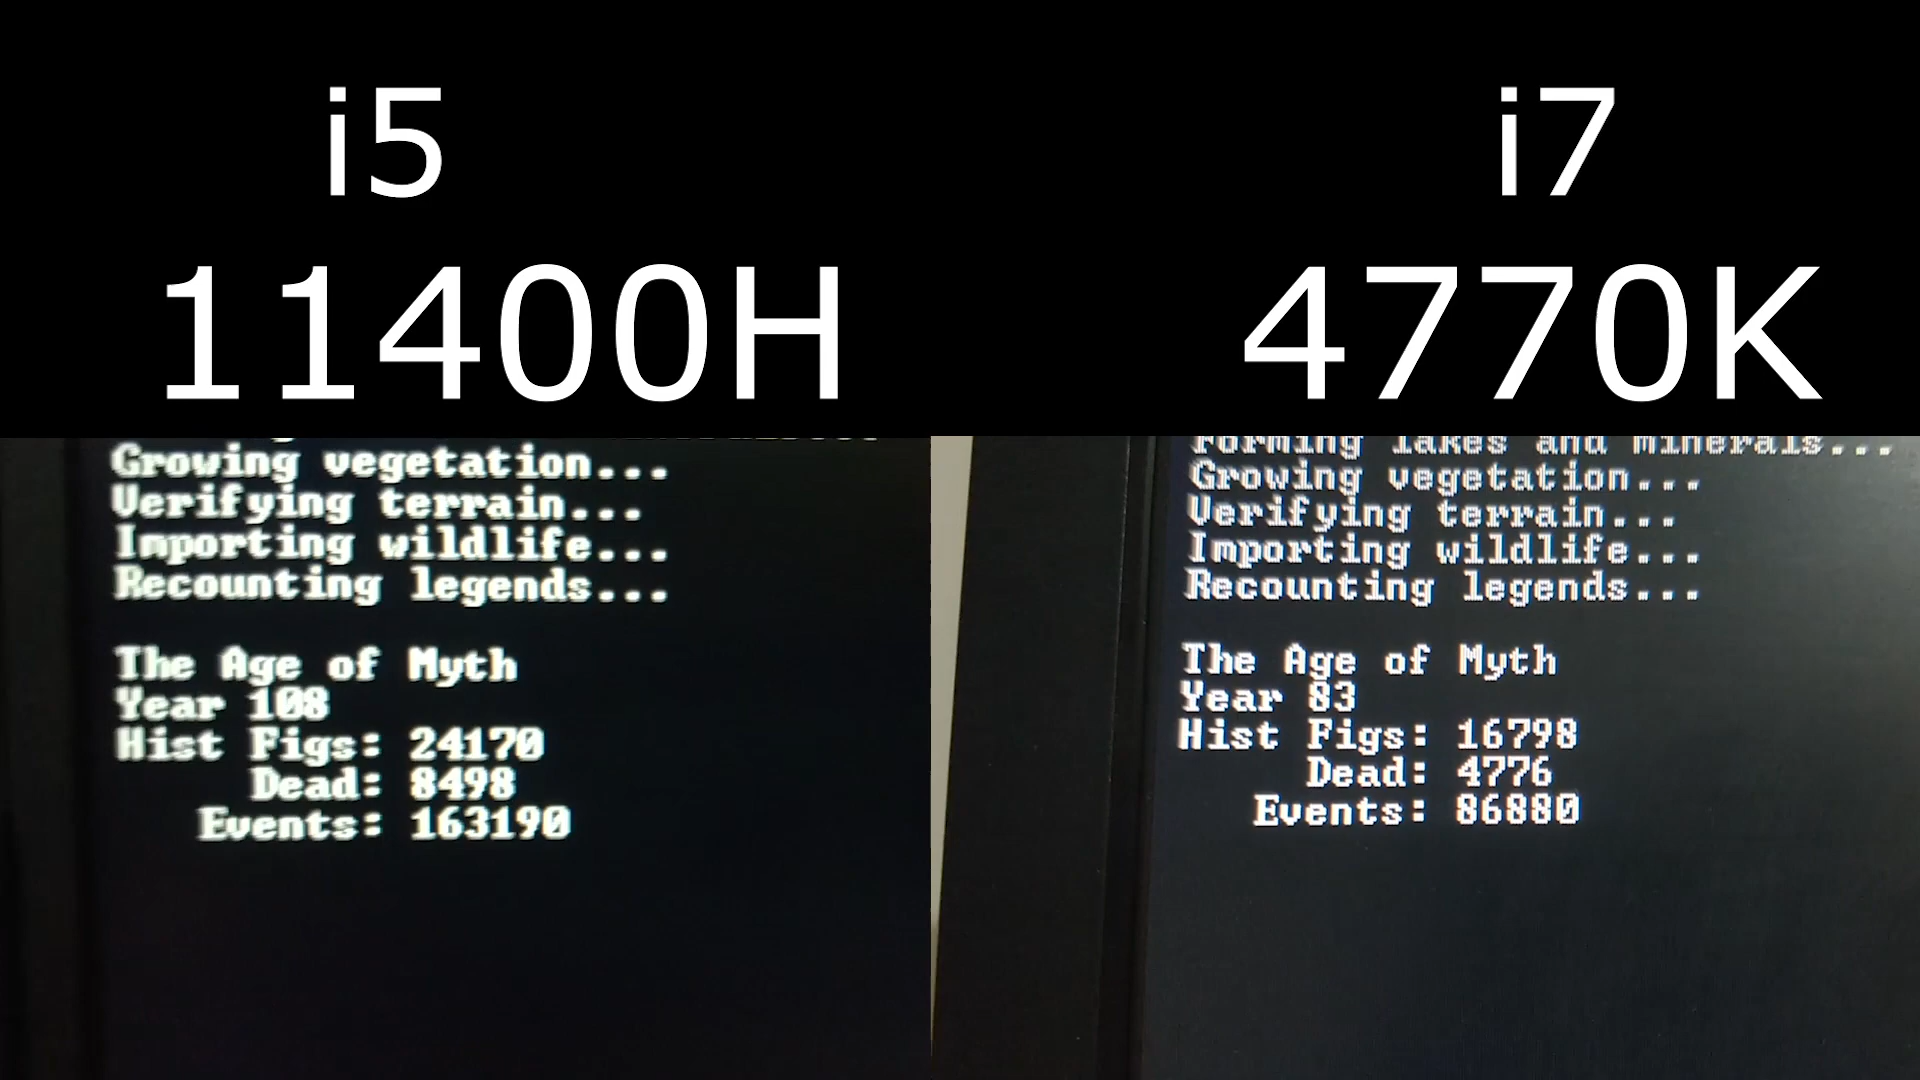 i5
11400H
Growing vegetation...
Verifying terrain...
Importing wildlife...
Recounting legends...
The Age of Myth
Year 108
Hist Figs: 24170
Dead: 8498
Events: 163190
i7
4770K
Forming lakes and minerals...
Growing vegetation...
Verifying terrain...
Importing wildlife...
Recounting legends...
The Age of Myth
Year 83
Hist Figs: 16798
Dead: 4776
Events: 86880